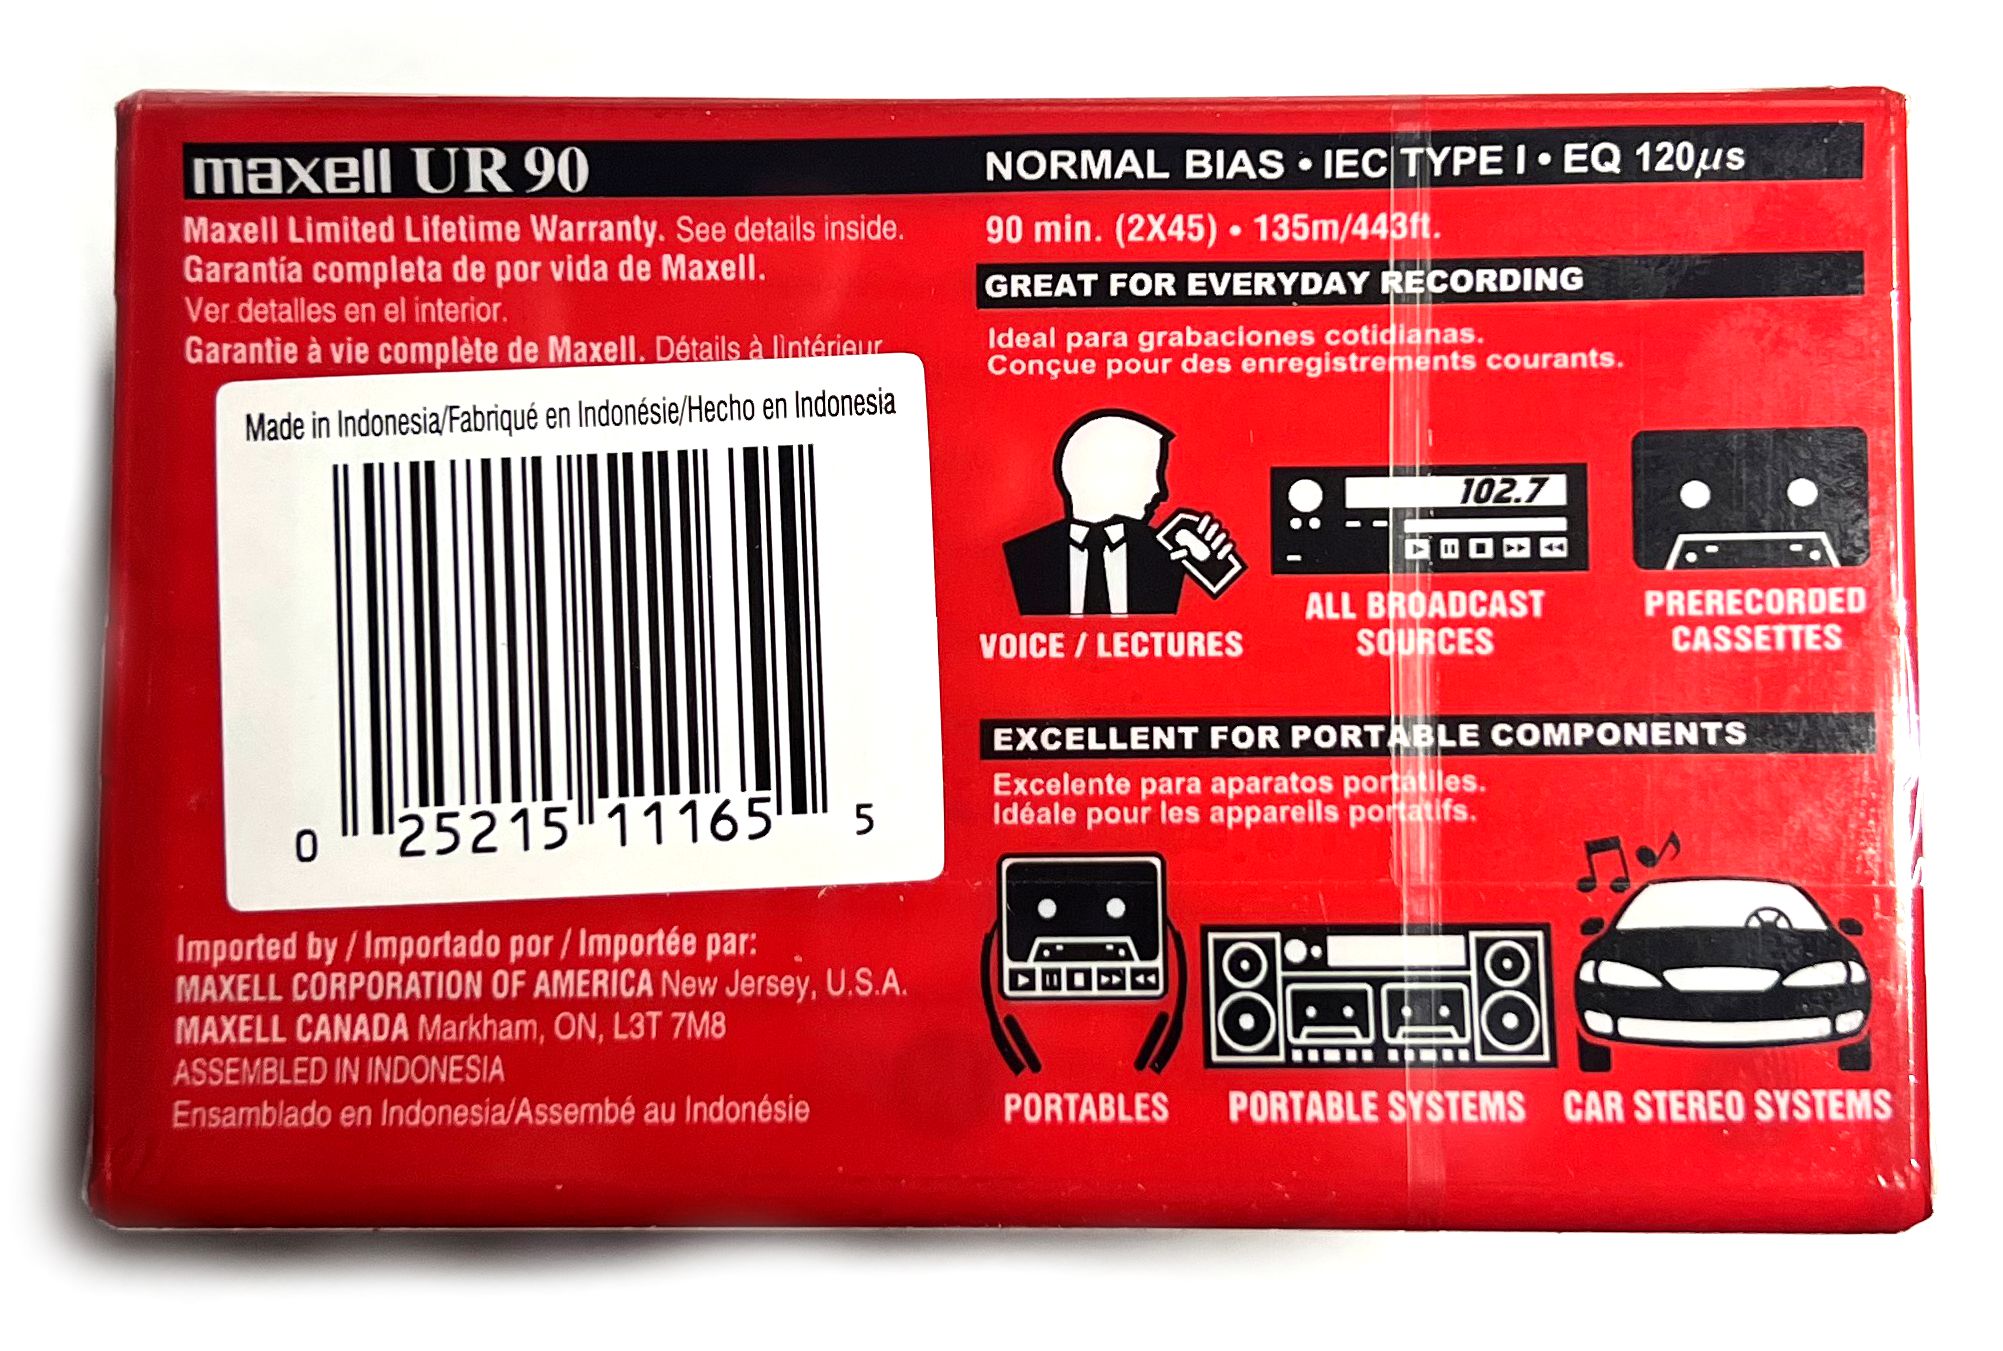 maxell UR 90
Maxell Limited Lifetime Warranty. See details inside.
Garantía completa de por vida de Maxell.
Ver detalles en el interior.
Garantie à vie complète de Maxell. Détails à l'intérieur
Made in Indonesia/Fabriqué en Indonésie/Hecho en Indonesia
0 25215 11165 5
Imported by / Importado por / Importée par:
MAXELL CORPORATION OF AMERICA New Jersey, U.S.A.
MAXELL CANADA Markham, ON, L3T 7M8
ASSEMBLED IN INDONESIA
Ensamblado en Indonesia/Assembé au Indonésie
NORMAL BIAS • IEC TYPE I • EQ 120µs
90 min. (2X45) • 135m/443ft.
GREAT FOR EVERYDAY RECORDING
Ideal para grabaciones cotidianas.
Conçue pour des enregistrements courants.
102.7
VOICE / LECTURES
ALL BROADCAST
SOURCES
PRERECORDED
CASSETTES
EXCELLENT FOR PORTABLE COMPONENTS
Excelente para aparatos portátiles.
Idéale pour les appareils portatifs.
PORTABLES
PORTABLE SYSTEMS
CAR STEREO SYSTEMS